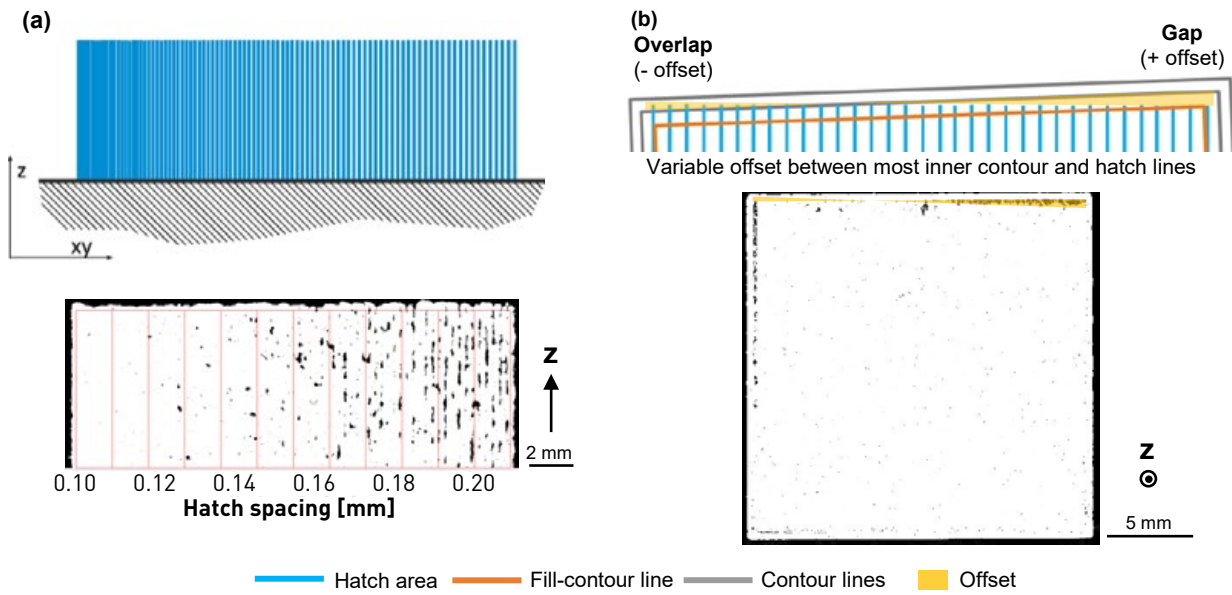 (a)
z
xy
z
2 mm
0.10 0.12 0.14 0.16 0.18 0.20
Hatch spacing [mm]
(b)
Overlap
(- offset)
Gap
(+ offset)
Variable offset between most inner contour and hatch lines
z
5 mm
Hatch area Fill-contour line Contour lines Offset